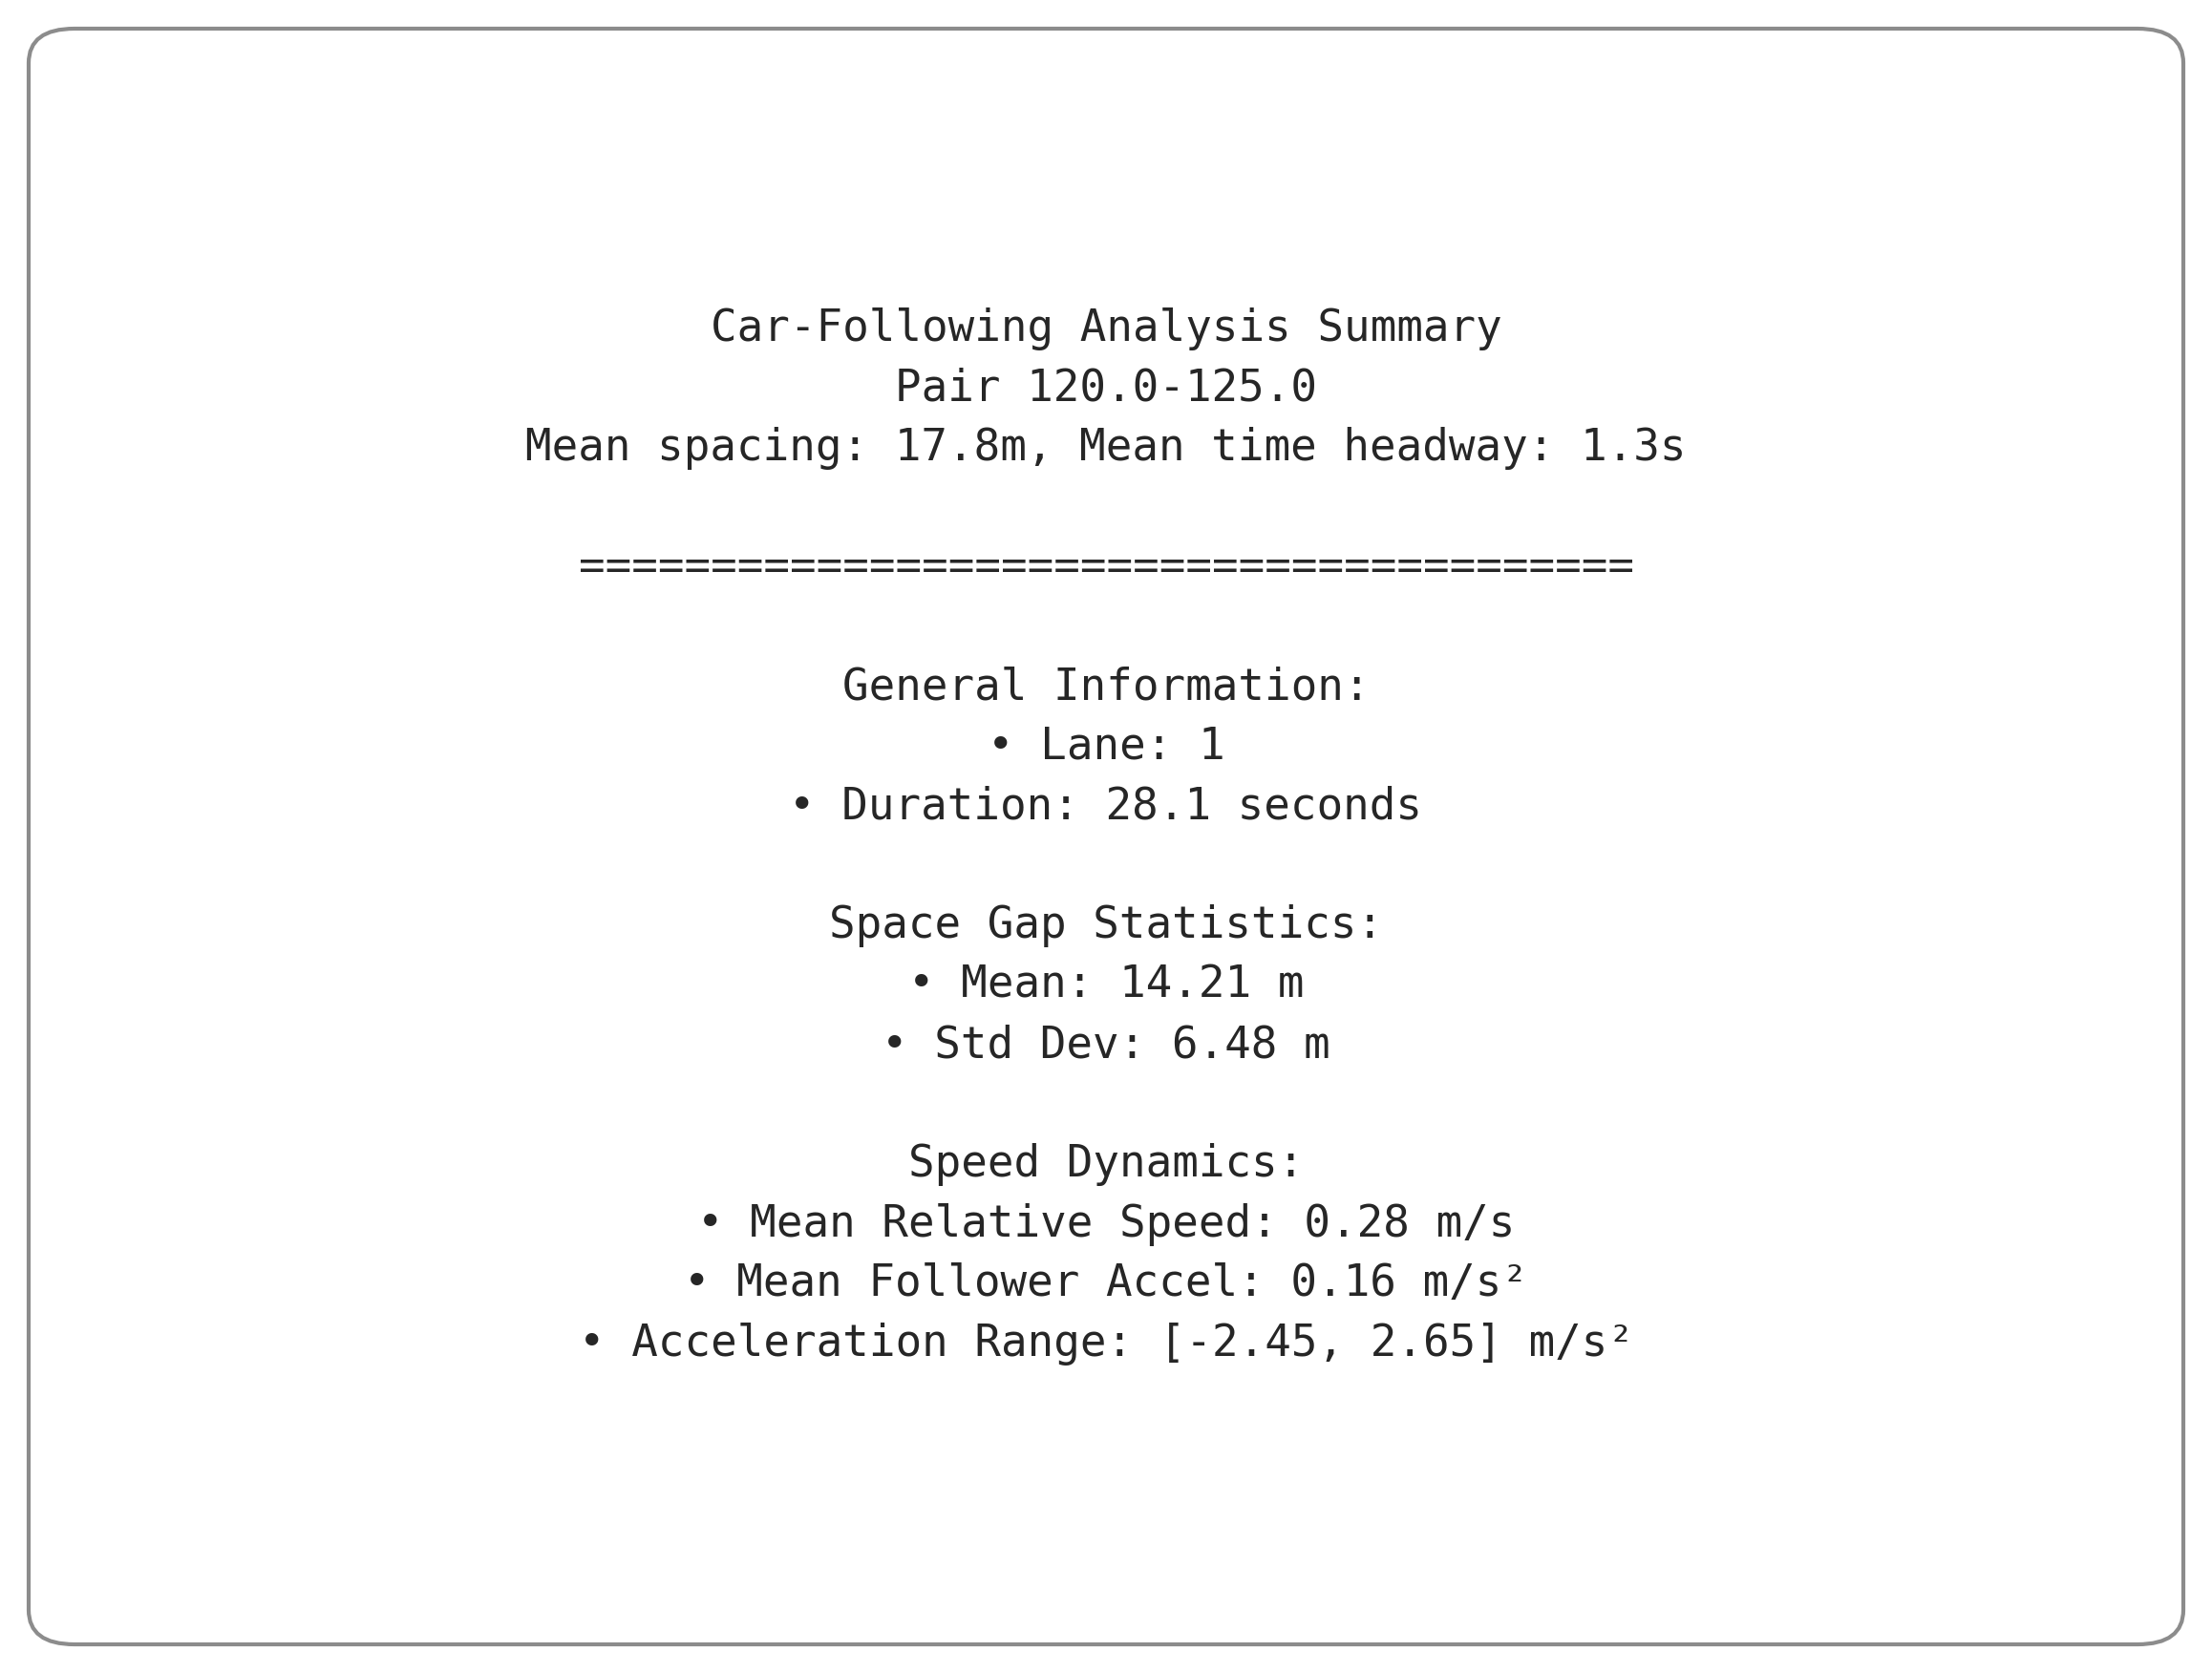 Car-Following Analysis Summary
Pair 120.0-125.0
Mean spacing: 17.8m, Mean time headway: 1.3s
========================================
General Information:
• Lane: 1
• Duration: 28.1 seconds
Space Gap Statistics:
• Mean: 14.21 m
• Std Dev: 6.48 m
Speed Dynamics:
• Mean Relative Speed: 0.28 m/s
• Mean Follower Accel: 0.16 m/s²
• Acceleration Range: [-2.45, 2.65] m/s²